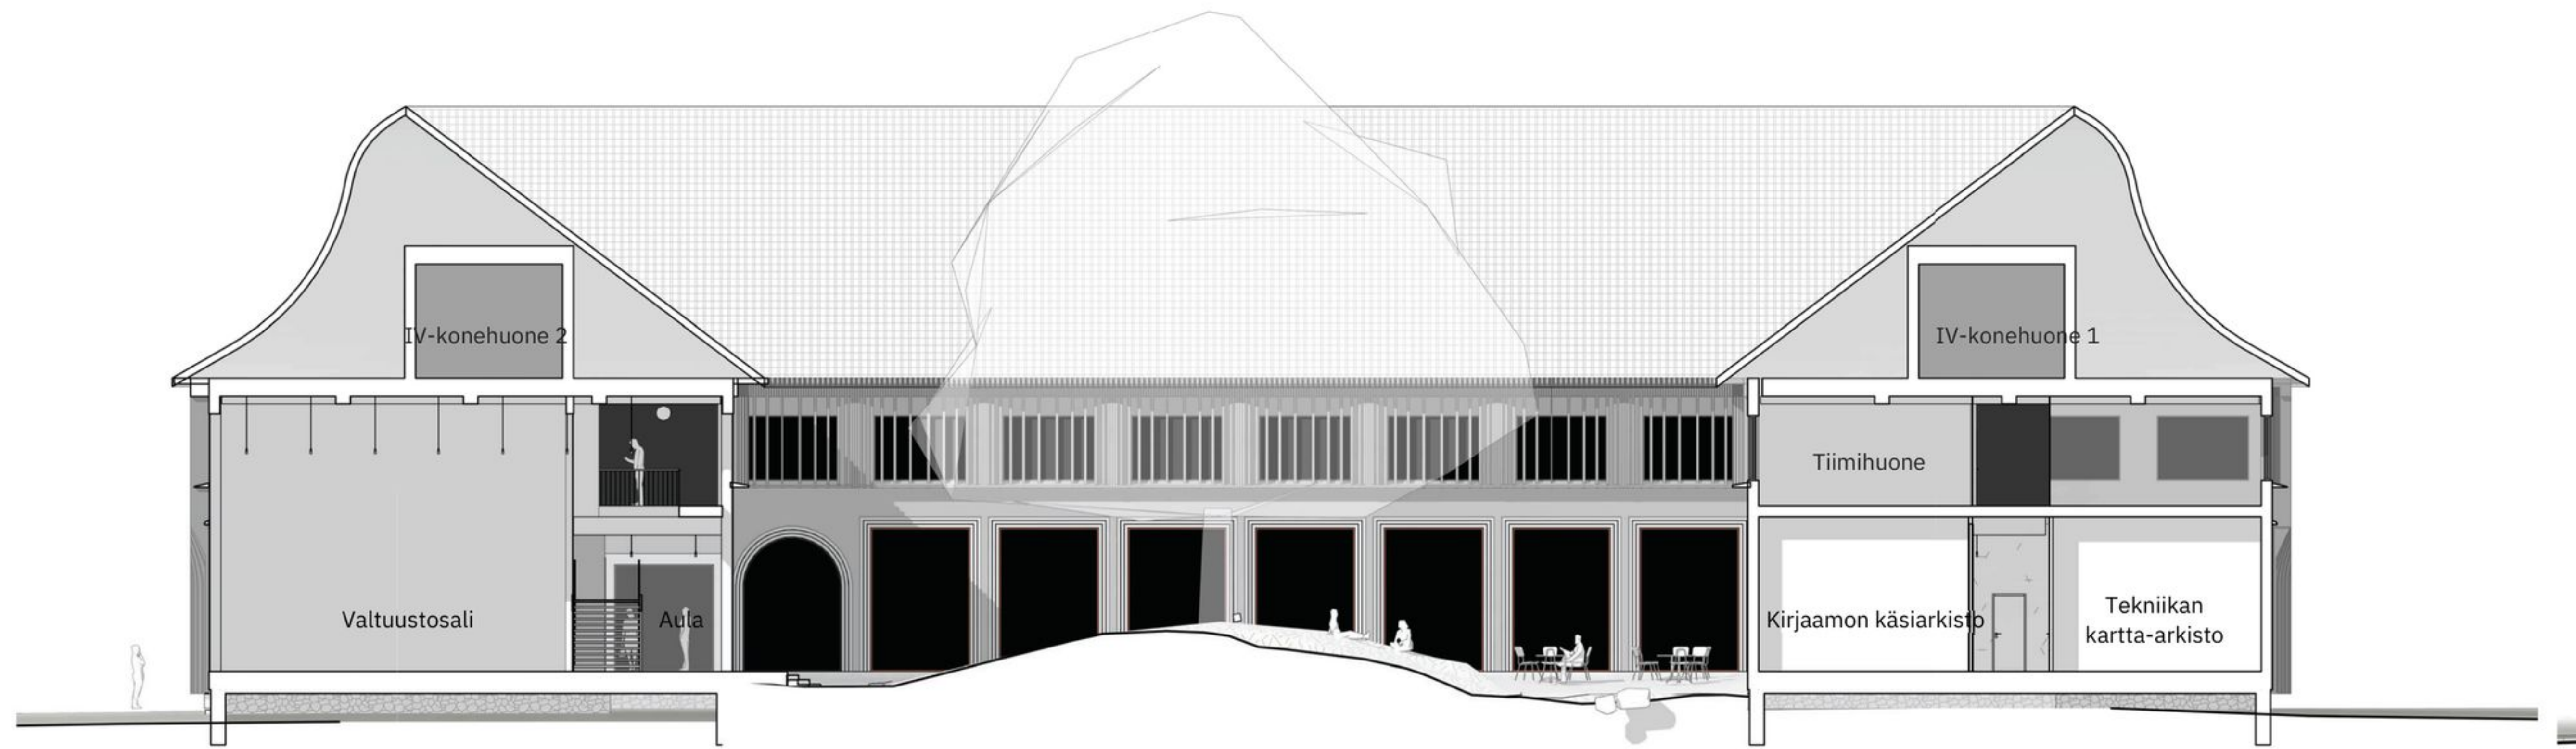 IV-konehuone 2
IV-konehuone 1
Tiimihuone
Valtuustosali
Aula
Kirjaamon käsiarkisto
Tekniikan
kartta-arkisto